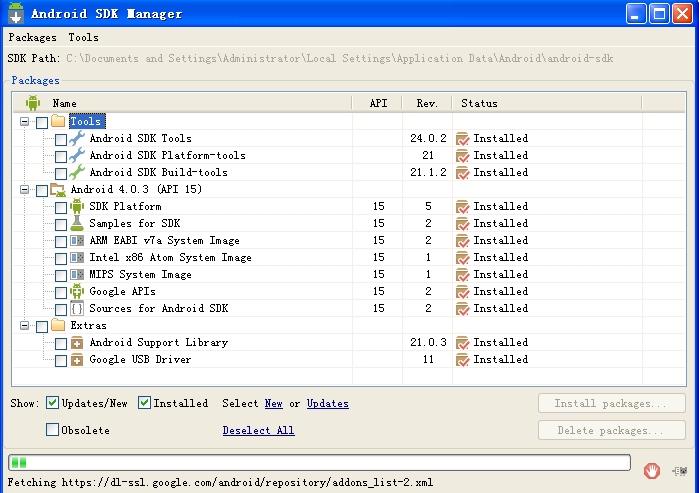 Android SDK Manager
Packages Tools
SDK Path: C:\Documents and Settings\Administrator\Local Settings\Application Data\Android\android-sdk
Packages
Name API Rev. Status
Tools
Android SDK Tools 24.0.2 Installed
Android SDK Platform-tools 21 Installed
Android SDK Build-tools 21.1.2 Installed
Android 4.0.3 (API 15)
SDK Platform 15 5 Installed
Samples for SDK 15 2 Installed
ARM EABI v7a System Image 15 2 Installed
Intel x86 Atom System Image 15 1 Installed
MIPS System Image 15 1 Installed
Google APIs 15 2 Installed
Sources for Android SDK 15 2 Installed
Extras
Android Support Library 21.0.3 Installed
Google USB Driver 11 Installed
Show: Updates/New Installed Select New or Updates Install packages...
Obsolete Deselect All Delete packages...
Fetching https://dl-ssl.google.com/android/repository/addons_list-2.xml